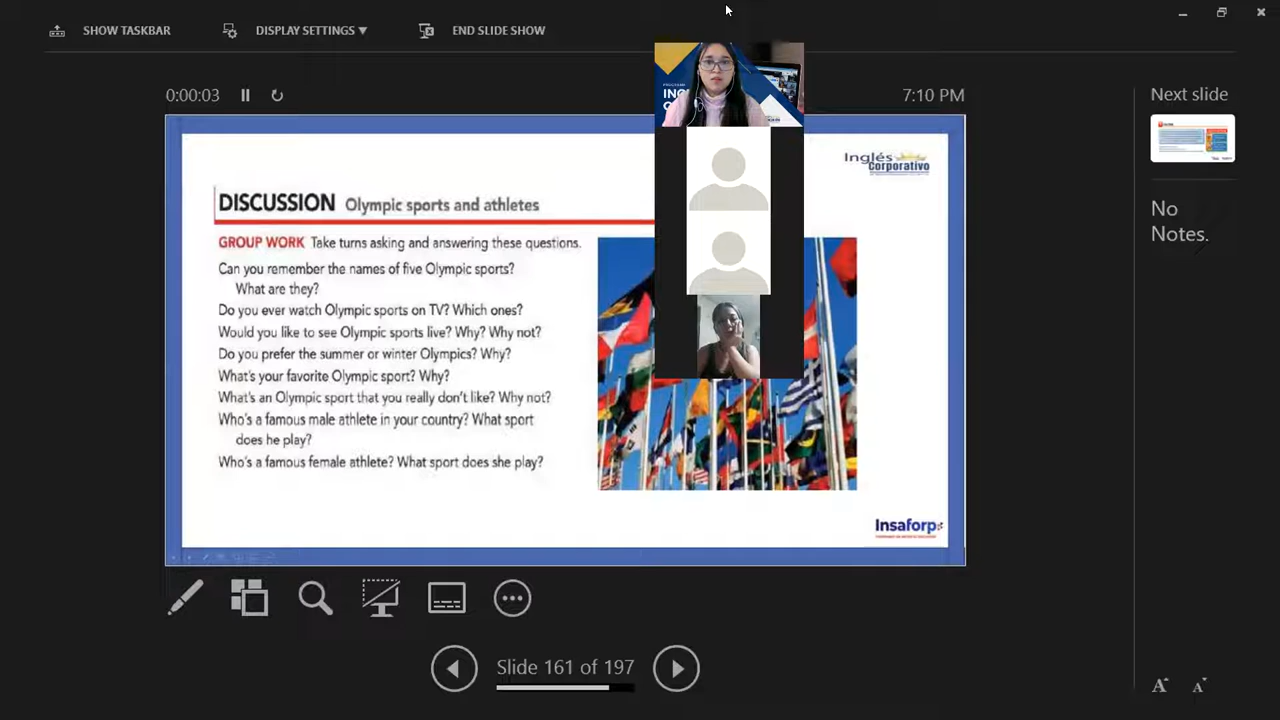 SHOW TASKBAR
DISPLAY SETTINGS ▼
END SLIDE SHOW
0:00:03
7:10 PM
Next slide
Inglés
Corporativo
DISCUSSION Olympic sports and athletes
GROUP WORK Take turns asking and answering these questions.
Can you remember the names of five Olympic sports?
What are they?
Do you ever watch Olympic sports on TV? Which ones?
Would you like to see Olympic sports live? Why? Why not?
Do you prefer the summer or winter Olympics? Why?
What's your favorite Olympic sport? Why?
What's an Olympic sport that you really don't like? Why not?
Who's a famous male athlete in your country? What sport
does he play?
Who's a famous female athlete? What sport does she play?
Insaforp
No
Notes.
Slide 161 of 197
A A